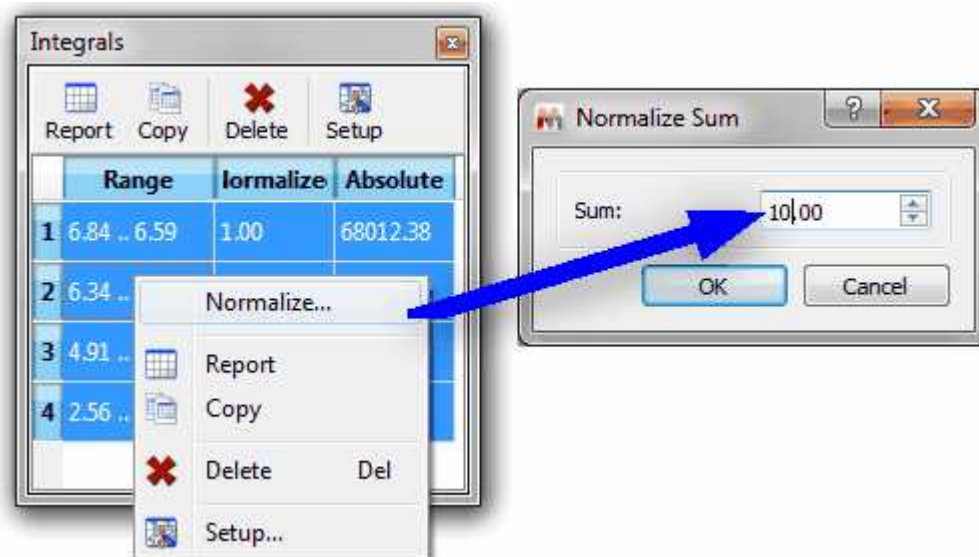 Integrals
Report Copy Delete Setup
Range lormalize Absolute
1 6.84 .. 6.59 1.00 68012.38
2 6.34 ..
3 4.91 ..
4 2.56 ..
Normalize...
Report
Copy
Delete Del
Setup...
Normalize Sum
Sum: 10.00
OK Cancel